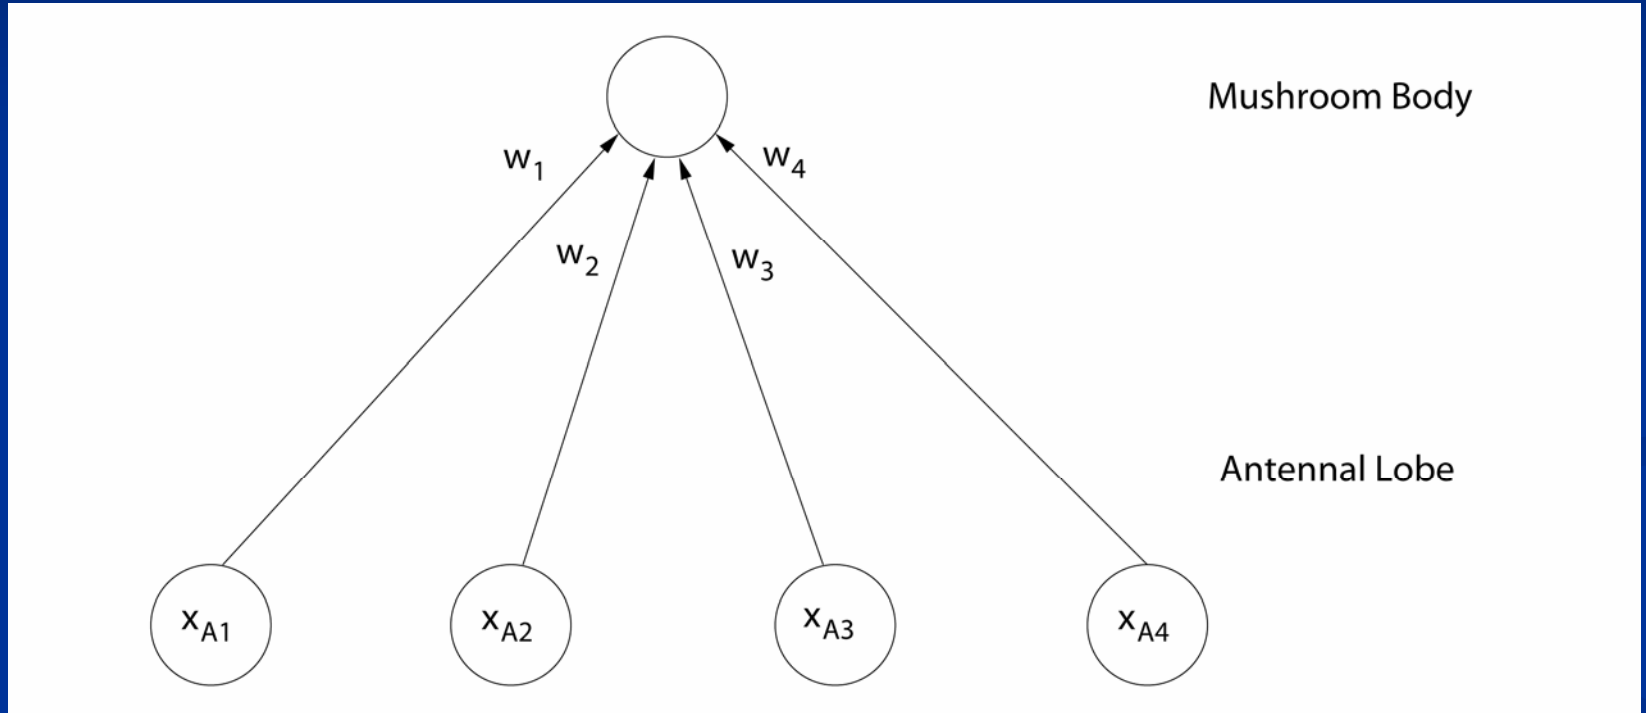 Mushroom Body
w1
w4
w2
w3
Antennal Lobe
xA1
xA2
xA3
xA4